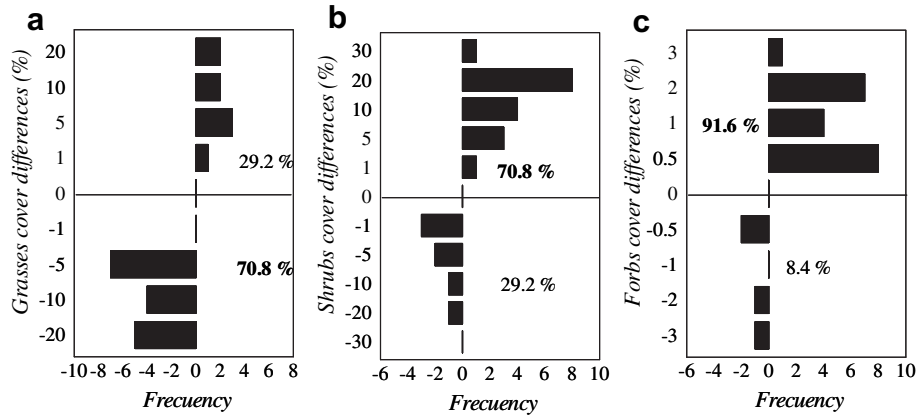 a
Grasses cover differences (%)
20
10
5
1
0
-1
-5
-10
-20
29.2 %
70.8 %
-10 -8 -6 -4 -2 0 2 4 6 8
Frecuency
b
Shrubs cover differences (%)
30
20
10
5
1
0
-1
-5
-10
-20
-30
70.8 %
29.2 %
-6 -4 -2 0 2 4 6 8 10
Frecuency
c
Forbs cover differences (%)
3
2
1
0.5
0
-0.5
-1
-2
-3
91.6 %
8.4 %
-6 -4 -2 0 2 4 6 8 10
Frecuency